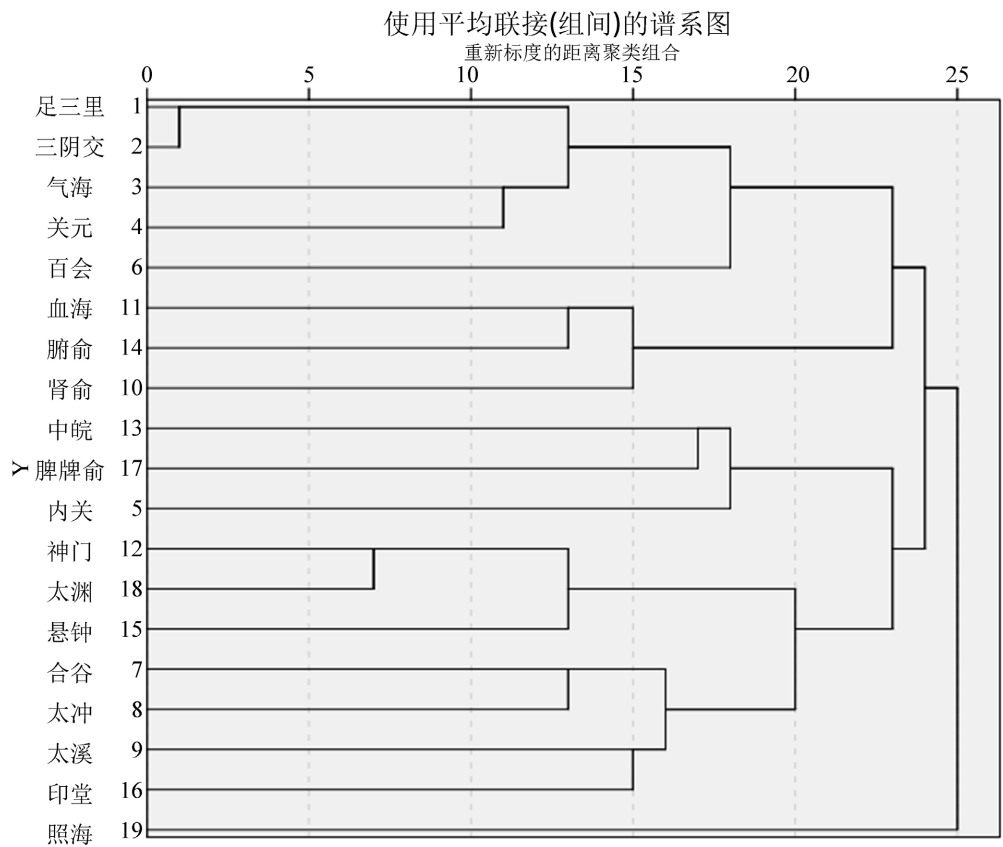 使用平均联接(组间)的谱系图
重新标度的距离聚类组合
0 5 10 15 20 25
足三里 1
三阴交 2
气海 3
关元 4
百会 6
血海 11
腑俞 14
肾俞 10
中皖 13
脾牌俞 17
内关 5
神门 12
太渊 18
悬钟 15
合谷 7
太冲 8
太溪 9
印堂 16
照海 19
Y